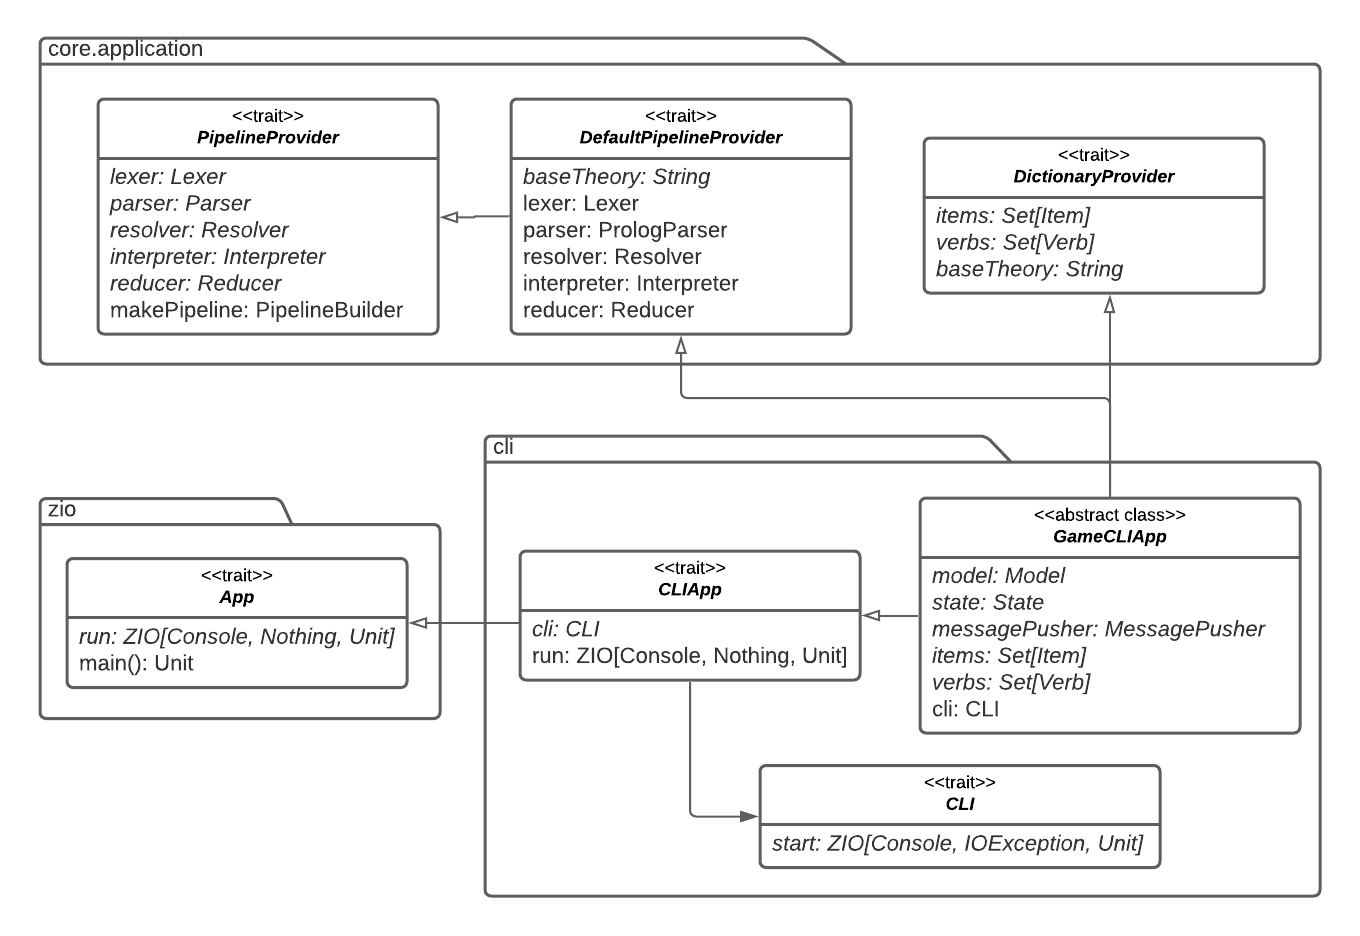 core.application
<<trait>>
PipelineProvider
lexer: Lexer
parser: Parser
resolver: Resolver
interpreter: Interpreter
reducer: Reducer
makePipeline: PipelineBuilder
<<trait>>
DefaultPipelineProvider
baseTheory: String
lexer: Lexer
parser: PrologParser
resolver: Resolver
interpreter: Interpreter
reducer: Reducer
<<trait>>
DictionaryProvider
items: Set[Item]
verbs: Set[Verb]
baseTheory: String
zio
<<trait>>
App
run: ZIO[Console, Nothing, Unit]
main(): Unit
cli
<<trait>>
CLIApp
cli: CLI
run: ZIO[Console, Nothing, Unit]
<<abstract class>>
GameCLIApp
model: Model
state: State
messagePusher: MessagePusher
items: Set[Item]
verbs: Set[Verb]
cli: CLI
<<trait>>
CLI
start: ZIO[Console, IOException, Unit]